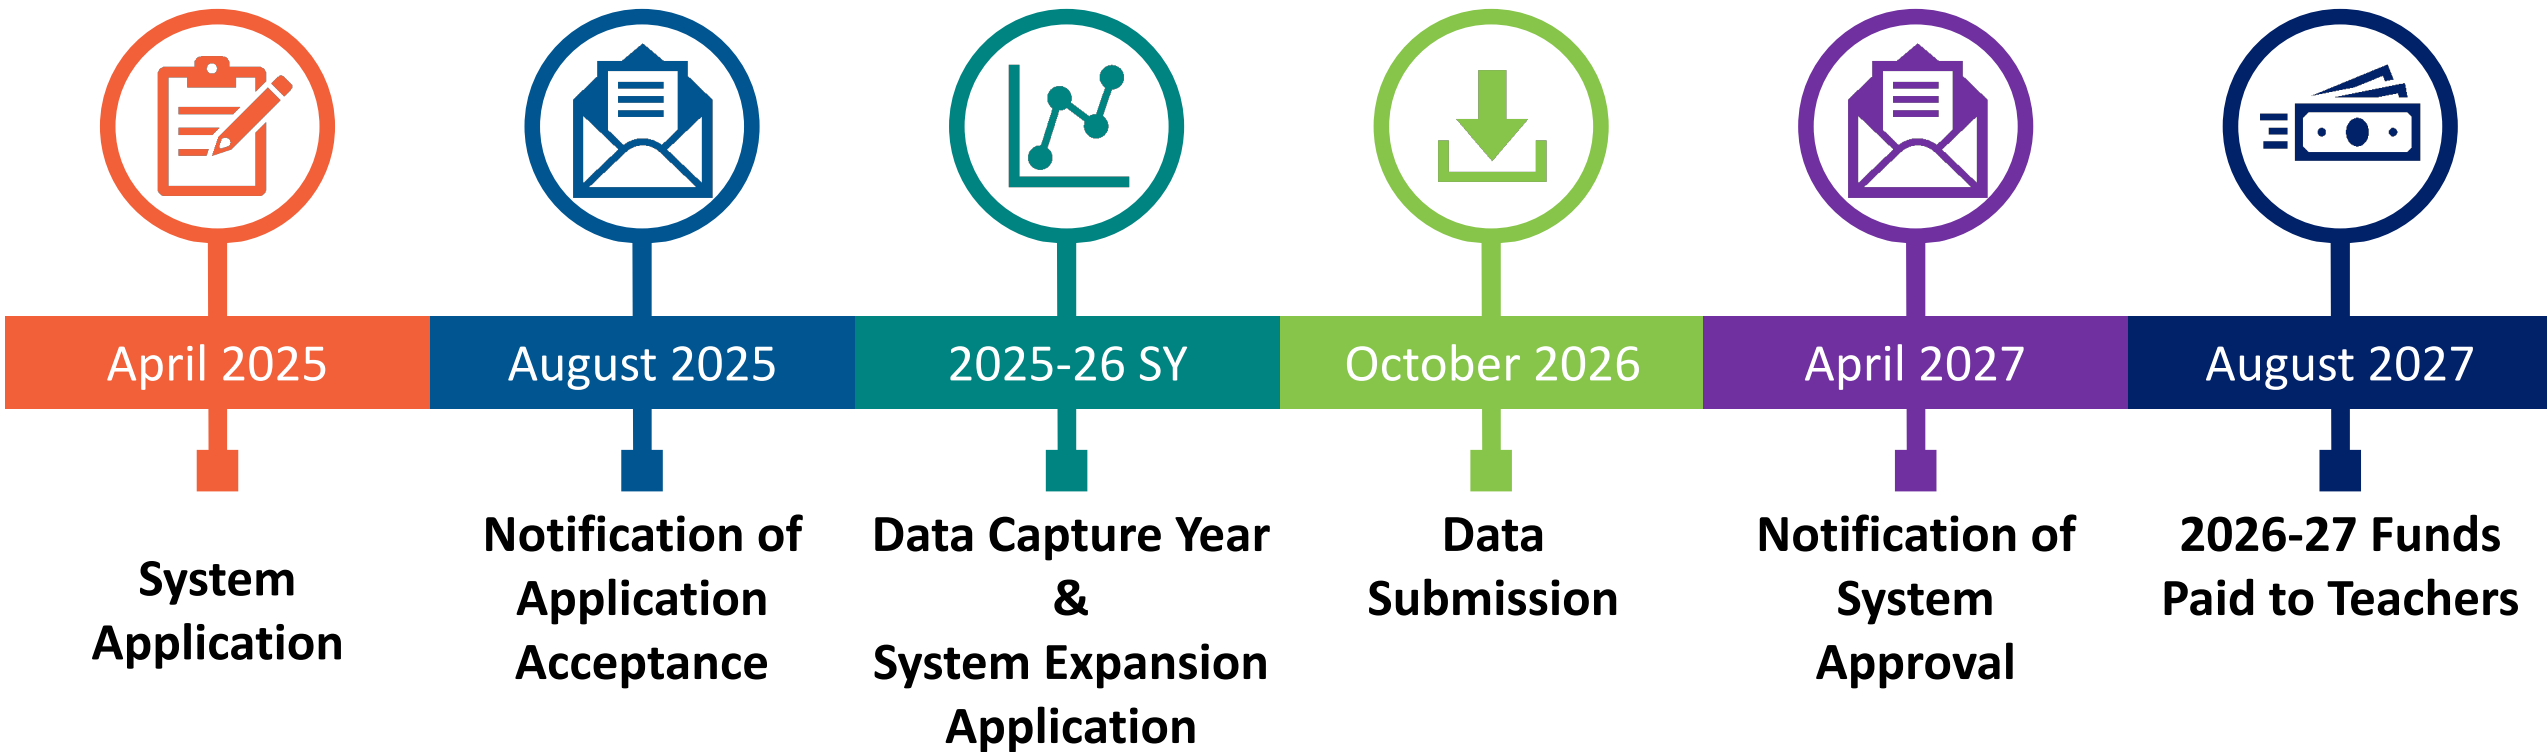 April 2025
August 2025
2025-26 SY
October 2026
April 2027
August 2027
System
Application
Notification of
Application
Acceptance
Data Capture Year
&
System Expansion
Application
Data
Submission
Notification of
System
Approval
2026-27 Funds
Paid to Teachers